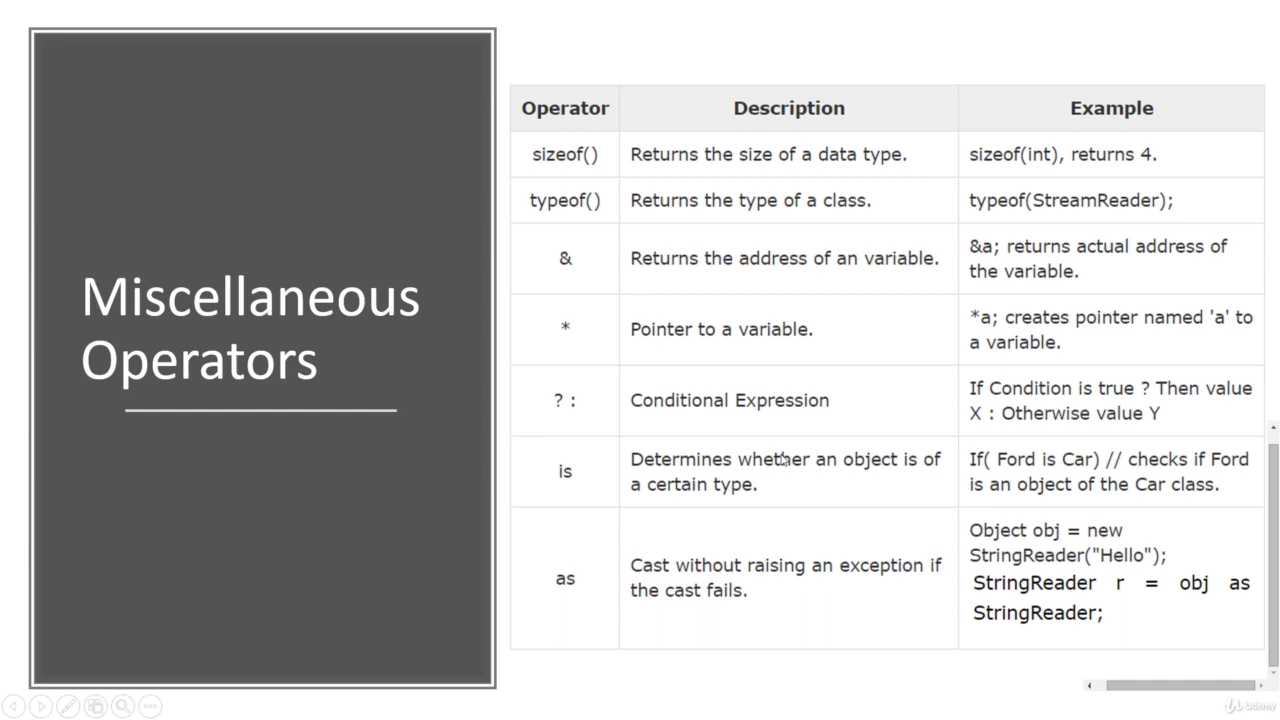 Miscellaneous
Operators
Operator Description Example
sizeof() Returns the size of a data type. sizeof(int), returns 4.
typeof() Returns the type of a class. typeof(StreamReader);
& Returns the address of an variable. &a; returns actual address of
the variable.
* Pointer to a variable. *a; creates pointer named 'a' to
a variable.
? : Conditional Expression If Condition is true ? Then value
X : Otherwise value Y
is Determines whether an object is of
a certain type. If( Ford is Car) // checks if Ford
is an object of the Car class.
as Cast without raising an exception if
the cast fails. Object obj = new
StringReader("Hello");
StringReader r = obj as
StringReader;
Udemy